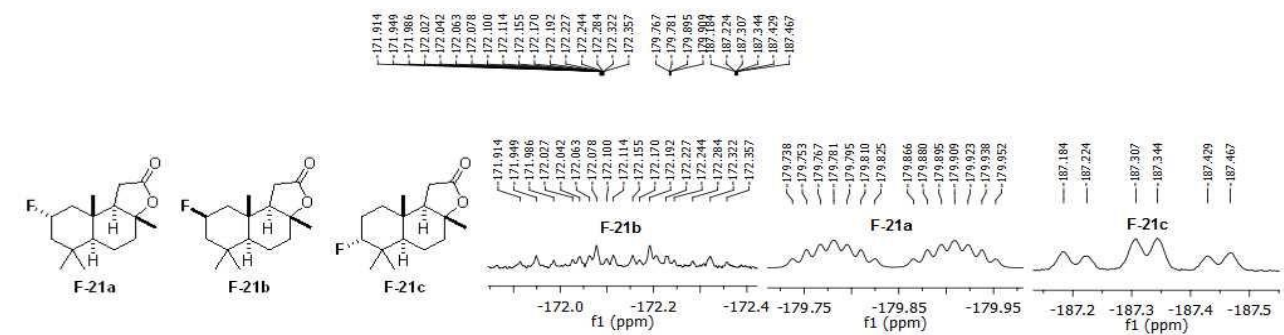 -171.914
-171.949
-171.986
-172.027
-172.042
-172.063
-172.078
-172.100
-172.114
-172.155
-172.170
-172.192
-172.227
-172.244
-172.284
-172.322
-172.357
-179.767
-179.781
-179.895
-179.909
-187.184
-187.224
-187.307
-187.344
-187.429
-187.467
F
O
O
H
H
F-21a
F
O
O
H
H
F-21b
F
O
O
H
H
F-21c
-171.914
-171.949
-171.986
-172.027
-172.042
-172.063
-172.078
-172.100
-172.114
-172.155
-172.170
-172.192
-172.227
-172.244
-172.284
-172.322
-172.357
F-21b
-172.0 -172.2 -172.4
f1 (ppm)
-179.738
-179.753
-179.767
-179.781
-179.795
-179.810
-179.825
-179.866
-179.880
-179.895
-179.909
-179.923
-179.938
-179.952
F-21a
-179.75 -179.85 -179.95
f1 (ppm)
-187.184
-187.224
-187.307
-187.344
-187.429
-187.467
F-21c
-187.2 -187.3 -187.4 -187.5
f1 (ppm)